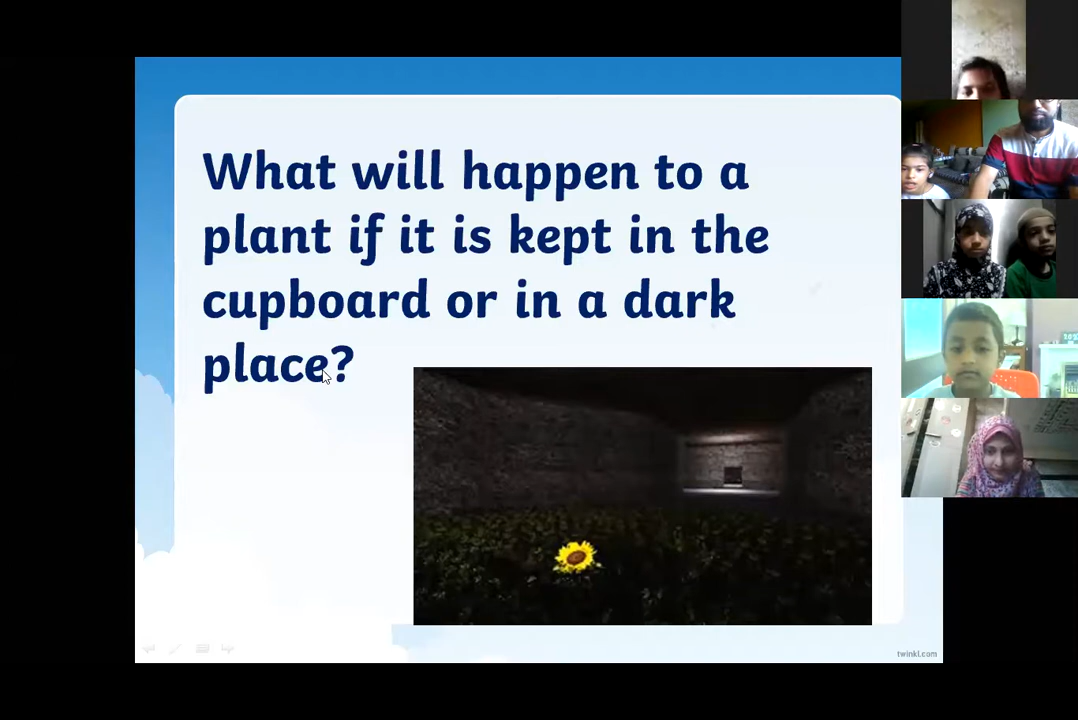 What will happen to a
plant if it is kept in the
cupboard or in a dark
place?
twinkl.com